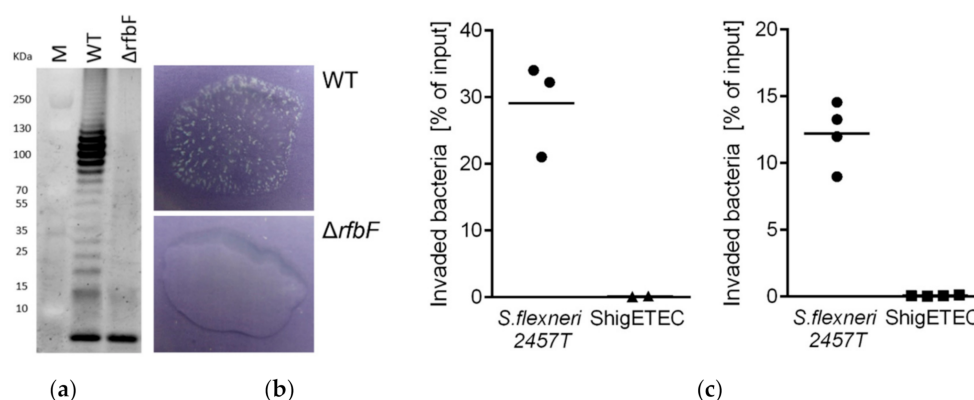 KDa
M
WT
ΔrfbF
250
130
100
70
55
35
25
15
10
WT
ΔrfbF
Invaded bacteria [% of input]
40
30
20
10
0
S.flexneri
2457T
ShigETEC
Invaded bacteria [% of input]
20
15
10
5
0
S.flexneri
2457T
ShigETEC
(a)
(b)
(c)